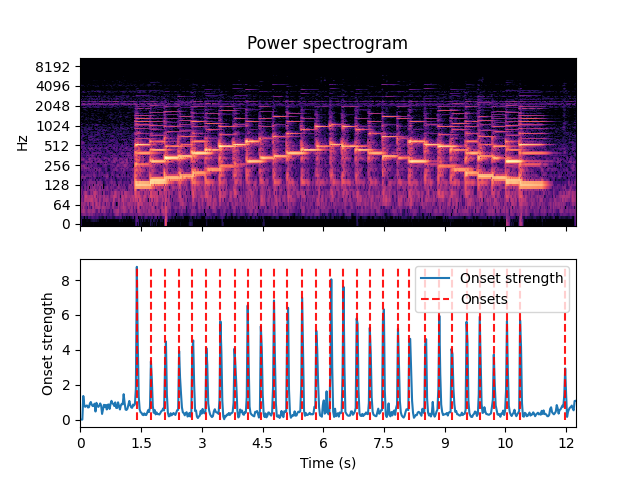 Power spectrogram
Hz
8192
4096
2048
1024
512
256
128
64
0
Onset strength
8
6
4
2
0
Onset strength
Onsets
0 1.5 3 4.5 6 7.5 9 10 12
Time (s)